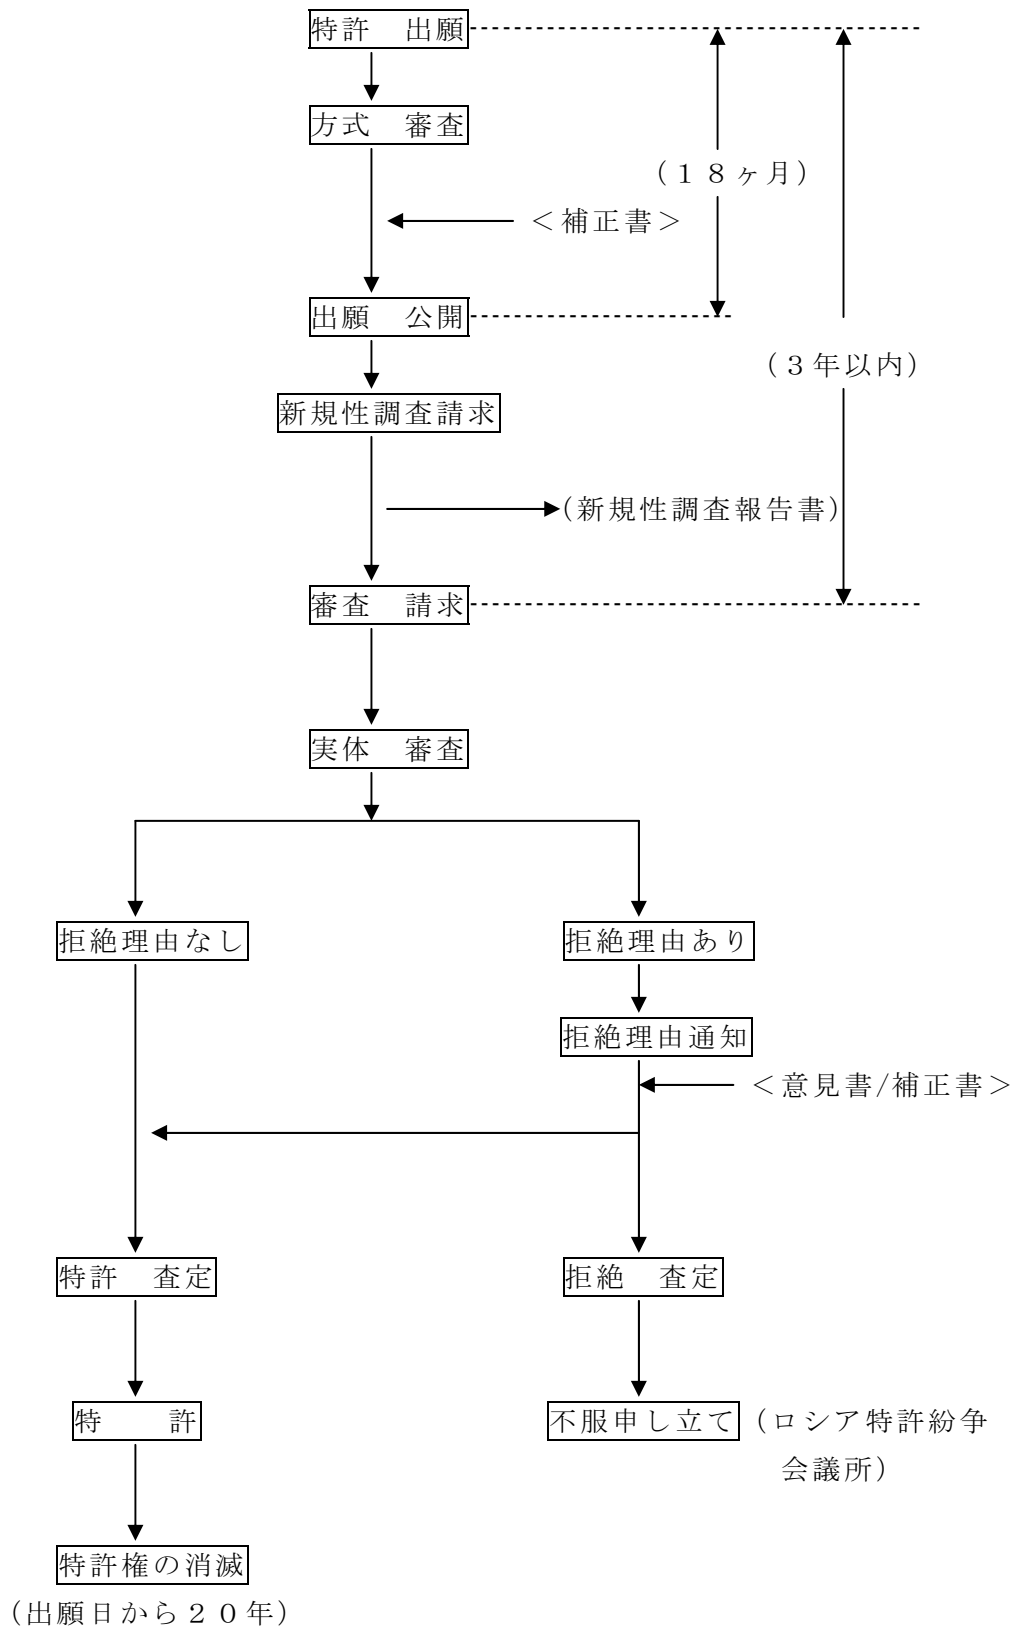 特許　出願
方式　審査
（１８ヶ月）
＜補正書＞
出願　公開
（３年以内）
新規性調査請求
（新規性調査報告書）
審査　請求
実体　審査
拒絶理由なし
拒絶理由あり
拒絶理由通知
＜意見書/補正書＞
特許　査定
拒絶　査定
特　　許
不服申し立て（ロシア特許紛争
会議所）
特許権の消滅
（出願日から２０年）